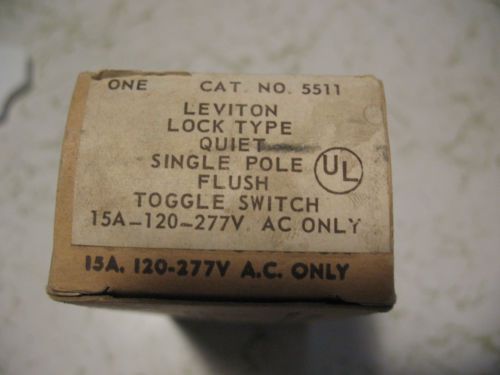 ONE CAT. NO. 5511
LEVITON
LOCK TYPE
QUIET
SINGLE POLE
UL
FLUSH
TOGGLE SWITCH
15A-120-277V. AC ONLY
15A. 120-277V A.C. ONLY